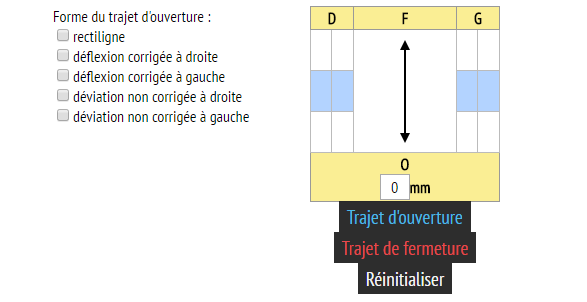 Forme du trajet d'ouverture :
rectiligne
déflexion corrigée à droite
déflexion corrigée à gauche
déviation non corrigée à droite
déviation non corrigée à gauche
D F G
O
0 mm
Trajet d'ouverture
Trajet de fermeture
Réinitialiser